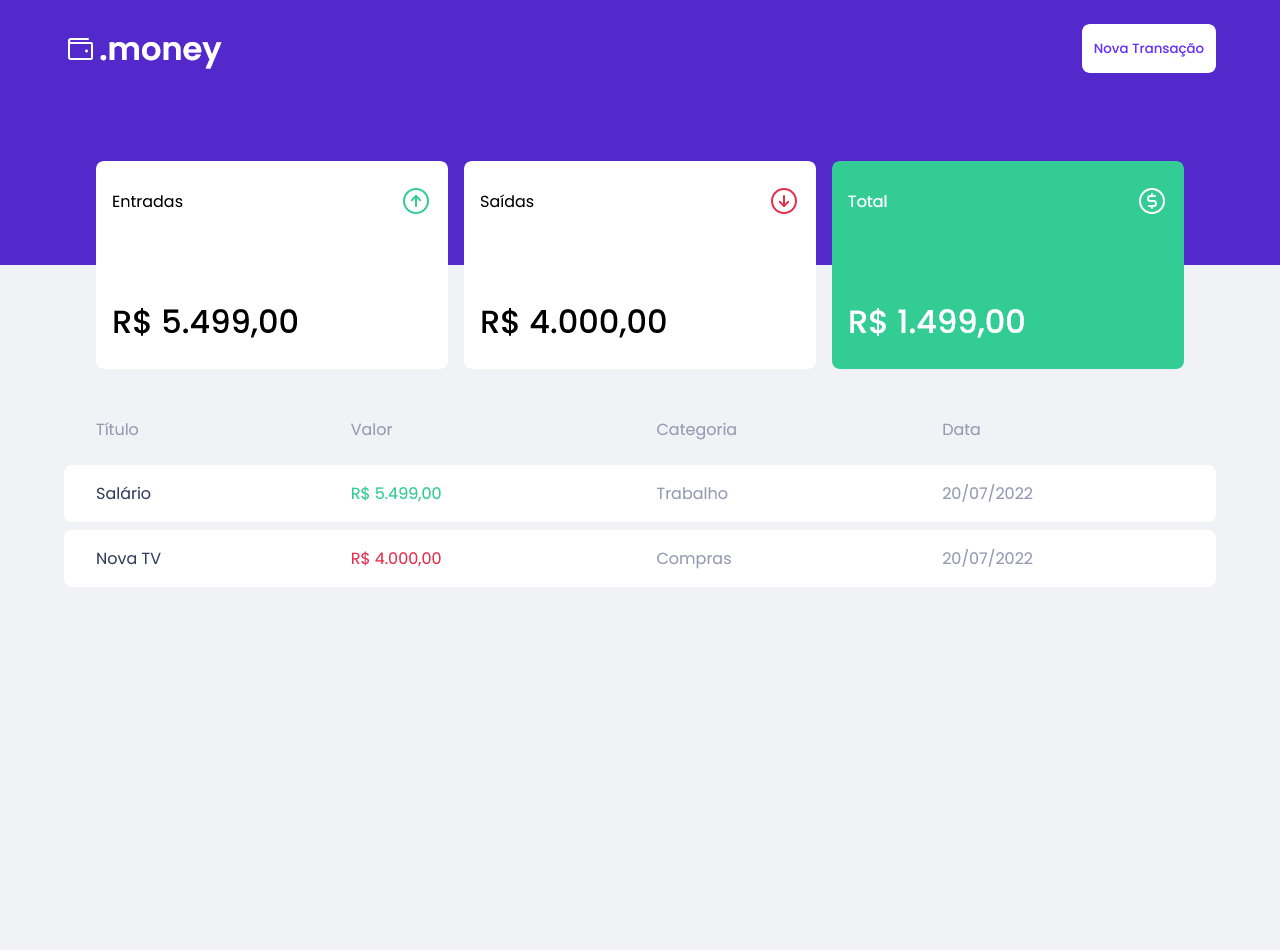 .money
Nova Transação
Entradas
R$ 5.499,00
Saídas
R$ 4.000,00
Total
R$ 1.499,00
Título Valor Categoria Data
Salário R$ 5.499,00 Trabalho 20/07/2022
Nova TV R$ 4.000,00 Compras 20/07/2022